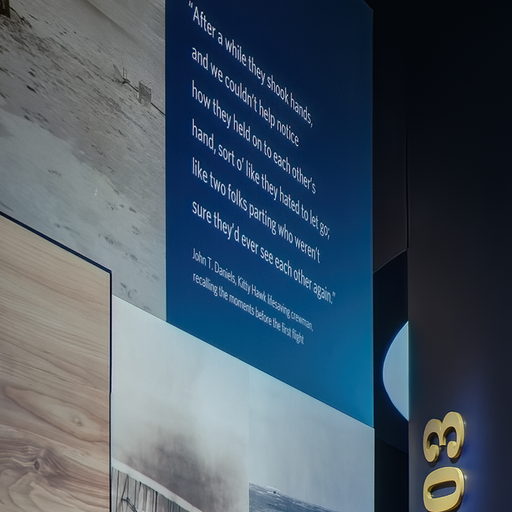 "After a while they shook hands,
and we couldn't help notice
how they held on to each other's
hand, sort o' like they hated to let go;
like two folks parting who weren't
sure they'd ever see each other again."
John T. Daniels, Kitty Hawk lifesaving crewman,
recalling the moments before the first flight
03